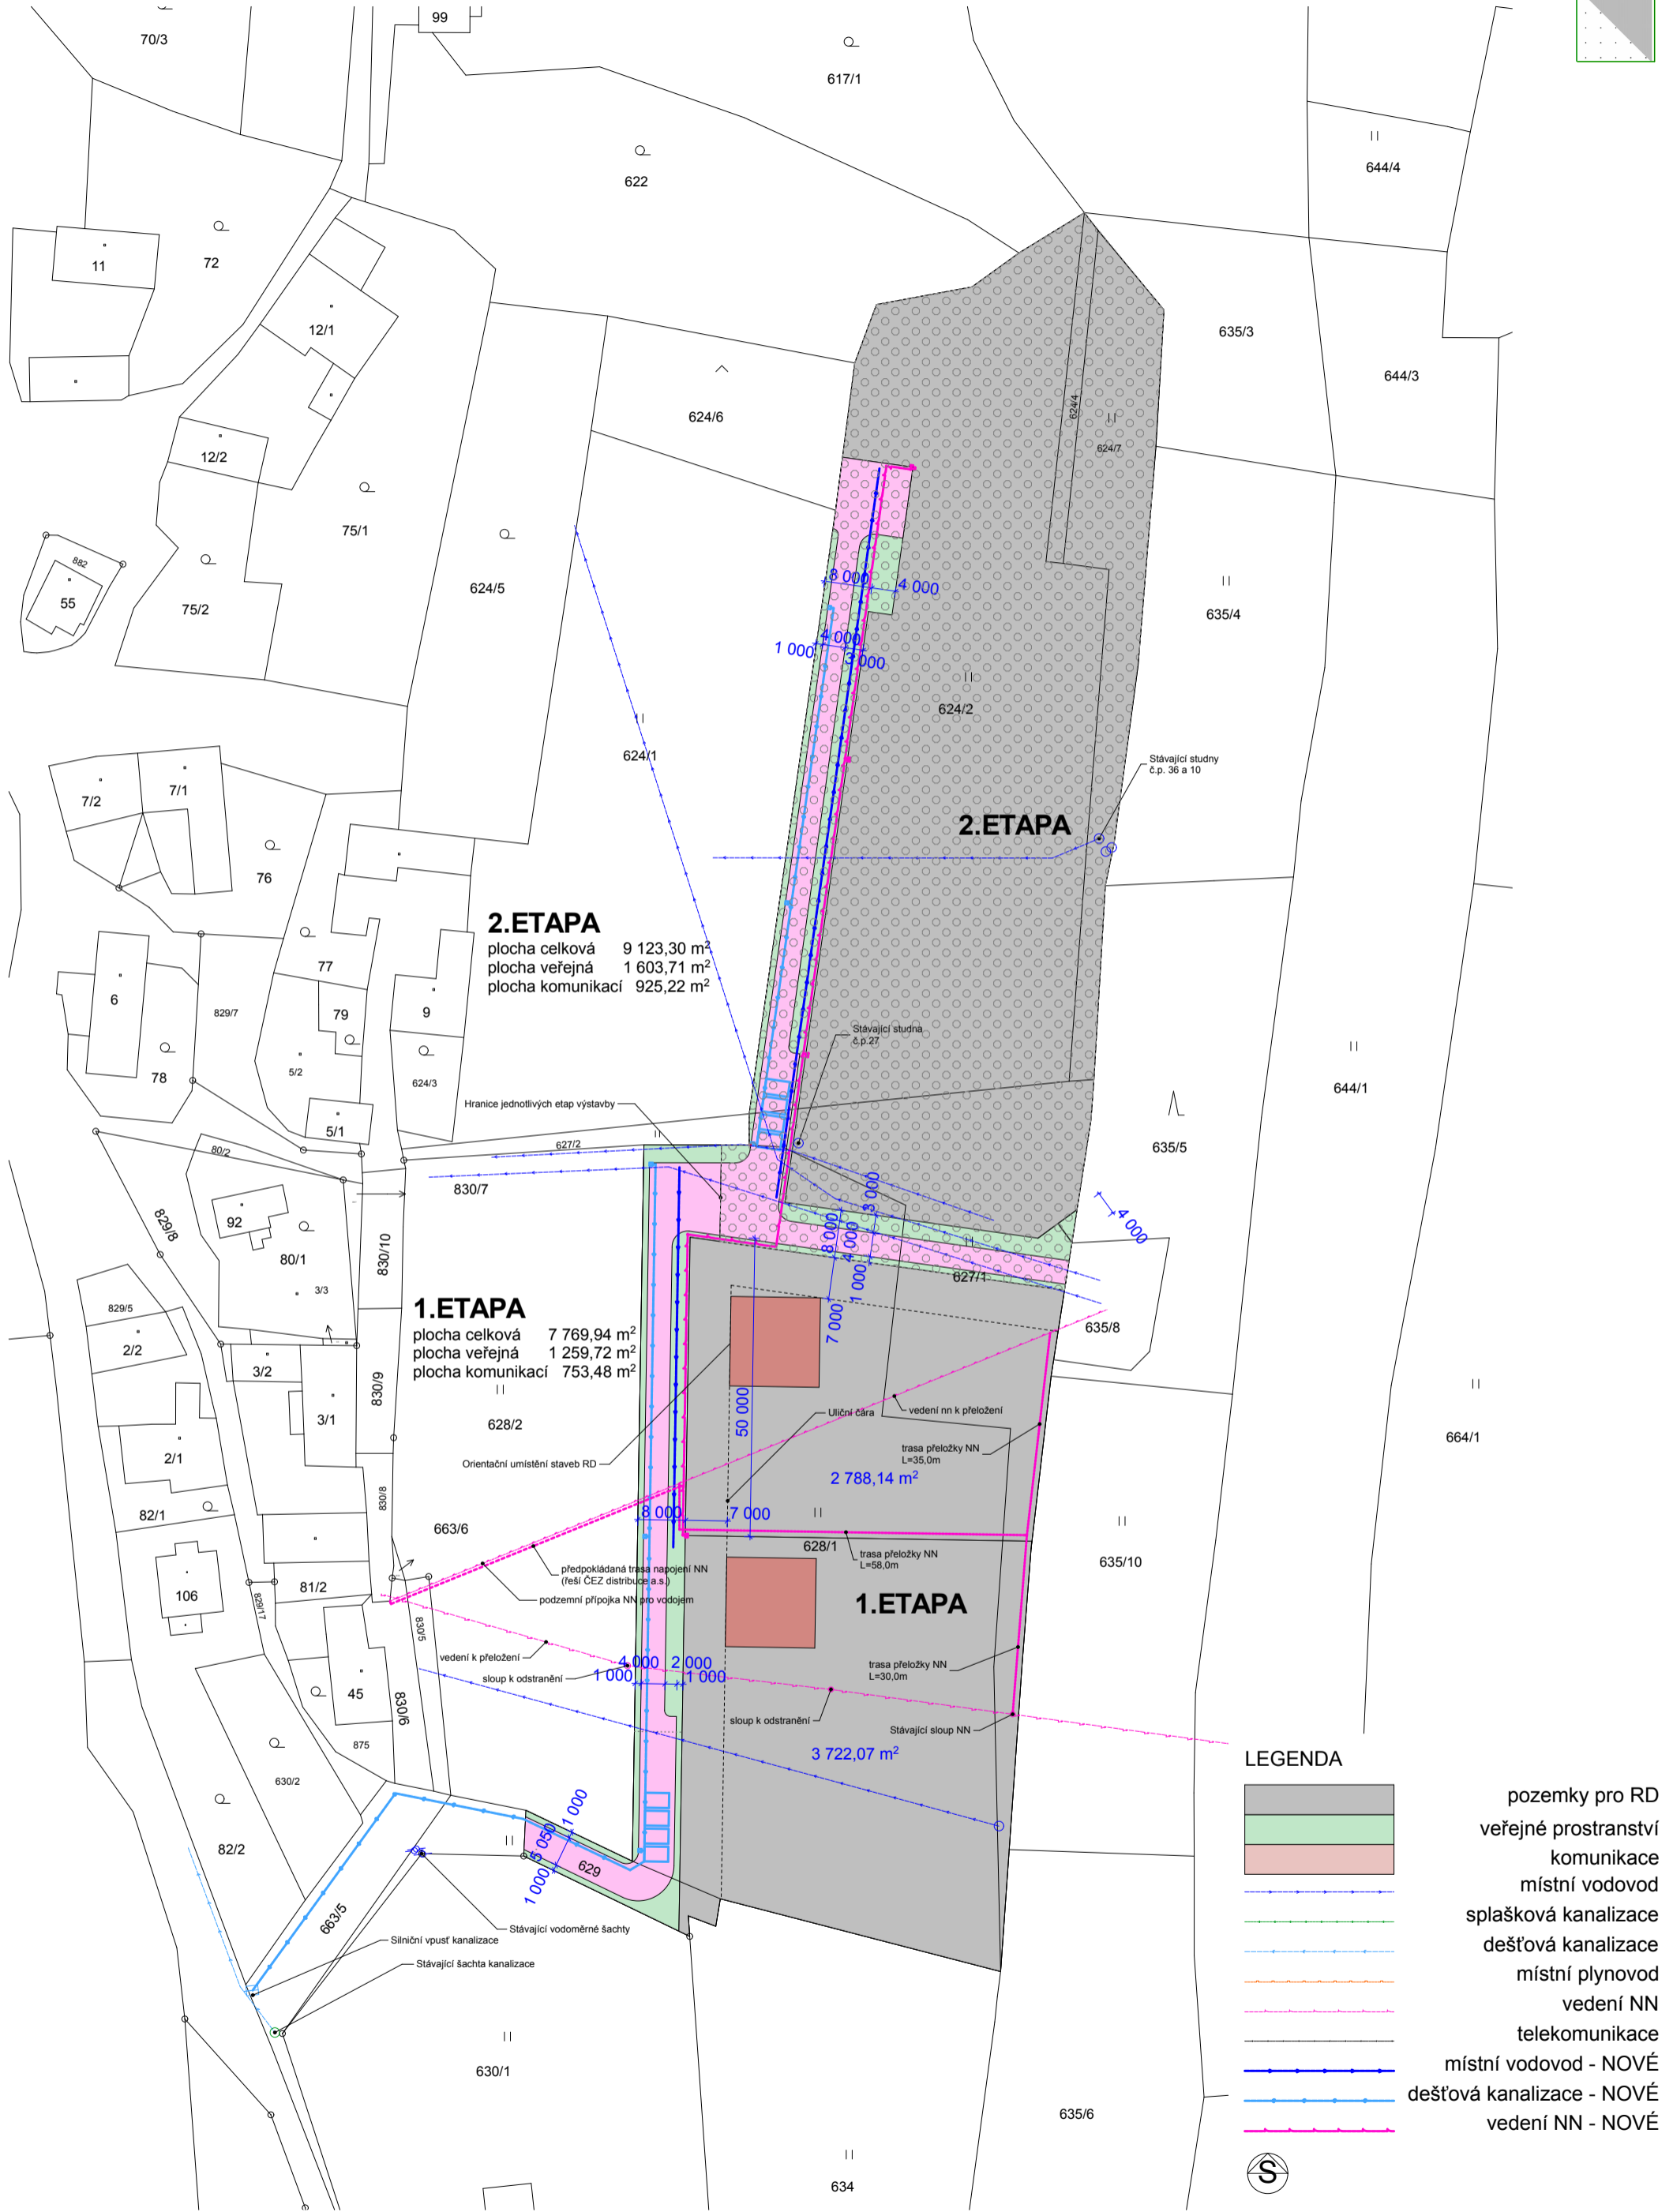 99
70/3
617/1
622
644/4
72
11
12/1
635/3
644/3
624/4
624/6
624/7
12/2
75/1
882
55
75/2
624/5
635/4
8 000
4 000
4 000
1 000
3 000
624/2
624/1
Stávající studny
č.p. 36 a 10
7/1
7/2
2.ETAPA
76
2.ETAPA
plocha celková 9 123,30 m²
plocha veřejná 1 603,71 m²
plocha komunikací 925,22 m²
77
6
829/7
79
9
Stávající studna
č.p.27
78
5/2
624/3
644/1
Hranice jednotlivých etap výstavby
5/1
627/2
80/2
635/5
830/7
92
829/8
3 000
4 000
8 000
4 000
1 000
80/1
830/10
627/1
3/3
829/5
1.ETAPA
plocha celková 7 769,94 m²
plocha veřejná 1 259,72 m²
plocha komunikací 753,48 m²
7 000
635/8
2/2
3/2
830/9
3/1
628/2
50 000
Uliční čára
vedení nn k přeložení
664/1
trasa přeložky NN
L=35,0m
2/1
Orientační umístění staveb RD
2 788,14 m²
830/8
82/1
8 000
7 000
663/6
628/1
trasa přeložky NN
L=58,0m
635/10
předpokládaná trasa napojení NN
(řeší ČEZ distribuce a.s.)
81/2
106
829/17
podzemní přípojka NN pro vodojem
1.ETAPA
830/5
vedení k přeložení
sloup k odstranění
4 000
2 000
1 000
1 000
trasa přeložky NN
L=30,0m
45
830/6
sloup k odstranění
Stávající sloup NN
875
3 722,07 m²
630/2
82/2
1 000
5 050
1 000
629
663/5
Stávající vodoměrné šachty
Silniční vpusť kanalizace
Stávající šachta kanalizace
630/1
635/6
634
LEGENDA
pozemky pro RD
veřejné prostranství
komunikace
místní vodovod
splašková kanalizace
dešťová kanalizace
místní plynovod
vedení NN
telekomunikace
místní vodovod - NOVÉ
dešťová kanalizace - NOVÉ
vedení NN - NOVÉ
S